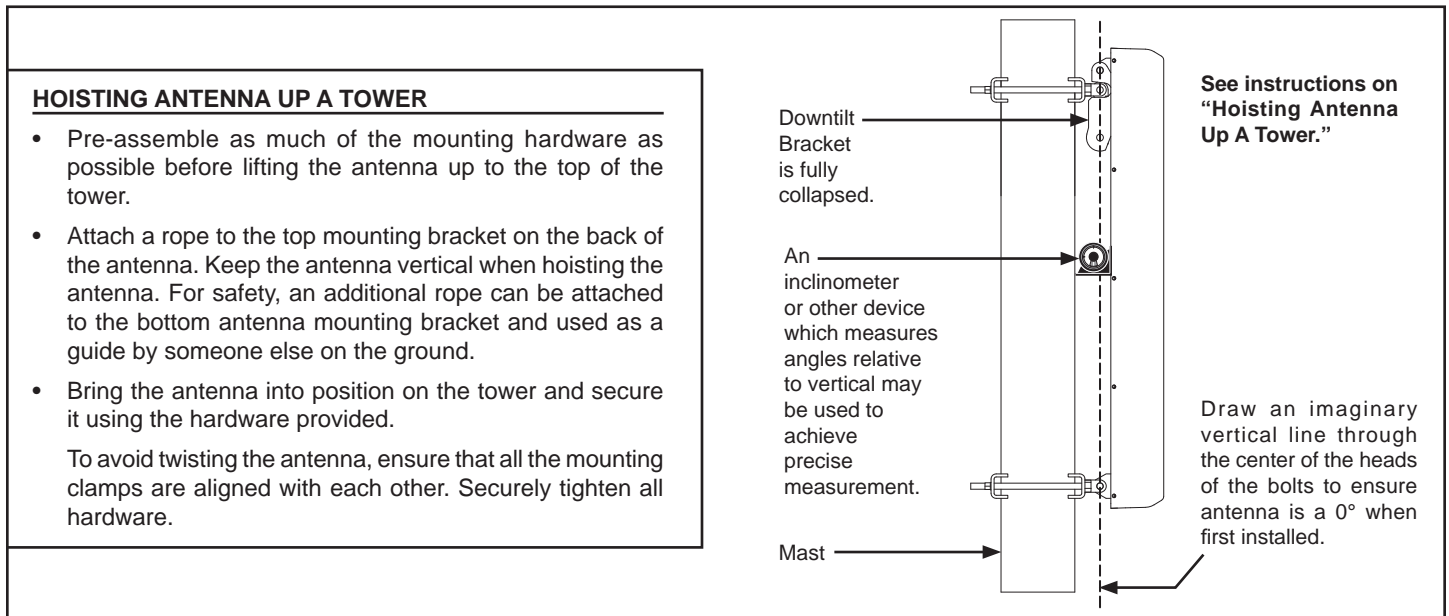 HOISTING ANTENNA UP A TOWER
• Pre-assemble as much of the mounting hardware as
possible before lifting the antenna up to the top of the
tower.
• Attach a rope to the top mounting bracket on the back of
the antenna. Keep the antenna vertical when hoisting the
antenna. For safety, an additional rope can be attached
to the bottom antenna mounting bracket and used as a
guide by someone else on the ground.
• Bring the antenna into position on the tower and secure
it using the hardware provided.
To avoid twisting the antenna, ensure that all the mounting
clamps are aligned with each other. Securely tighten all
hardware.
Downtilt
Bracket
is fully
collapsed.
An
inclinometer
or other device
which measures
angles relative
to vertical may
be used to
achieve
precise
measurement.
Mast
See instructions on
“Hoisting Antenna
Up A Tower.”
Draw an imaginary
vertical line through
the center of the heads
of the bolts to ensure
antenna is a 0° when
first installed.